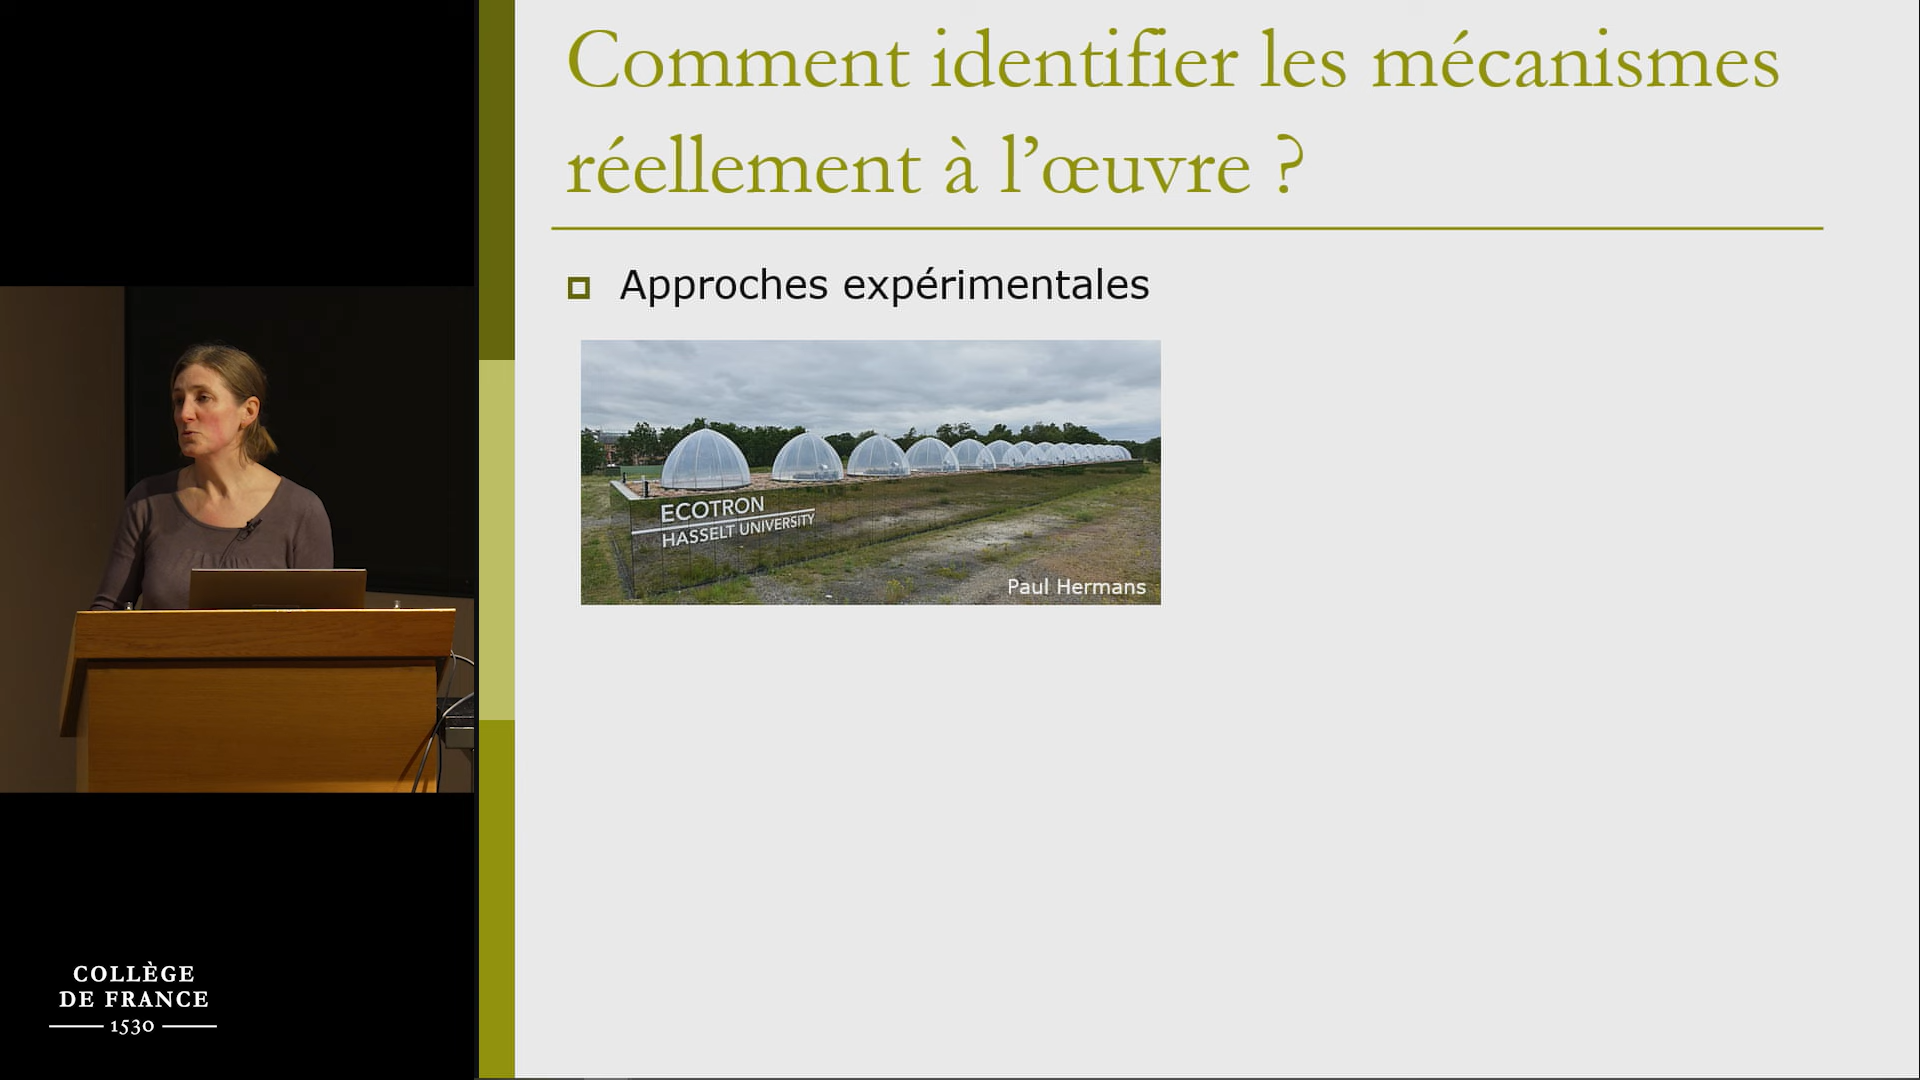 Comment identifier les mécanismes
réellement à l’œuvre ?
Approches expérimentales
ECOTRON
HASSELT UNIVERSITY
Paul Hermans
COLLÈGE
DE FRANCE
1530